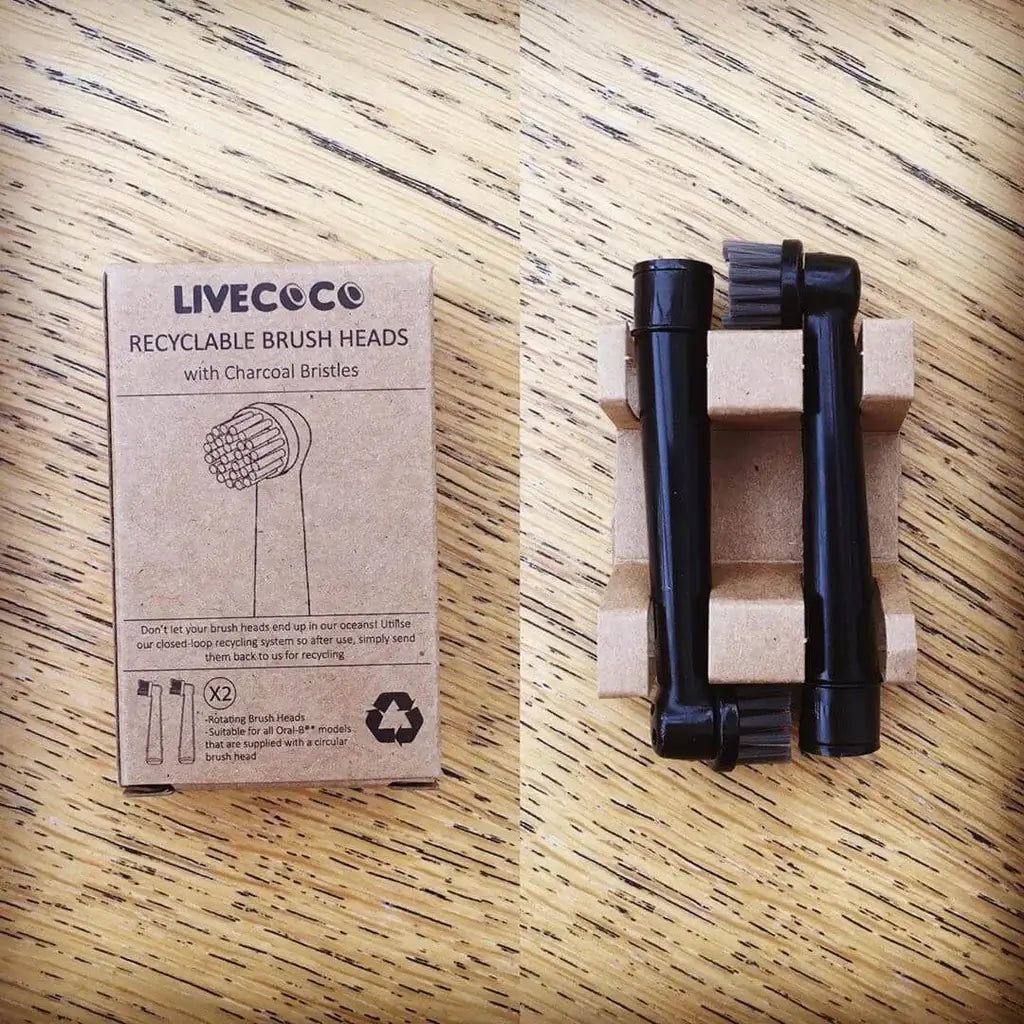 LIVECOCO
RECYCLABLE BRUSH HEADS
with Charcoal Bristles
Don't let your brush heads end up in our oceans! Utilise
our closed-loop recycling system so after use, simply send
them back to us for recycling
X2
-Rotating Brush Heads
-Suitable for all Oral-B®* models
that are supplied with a circular
brush head